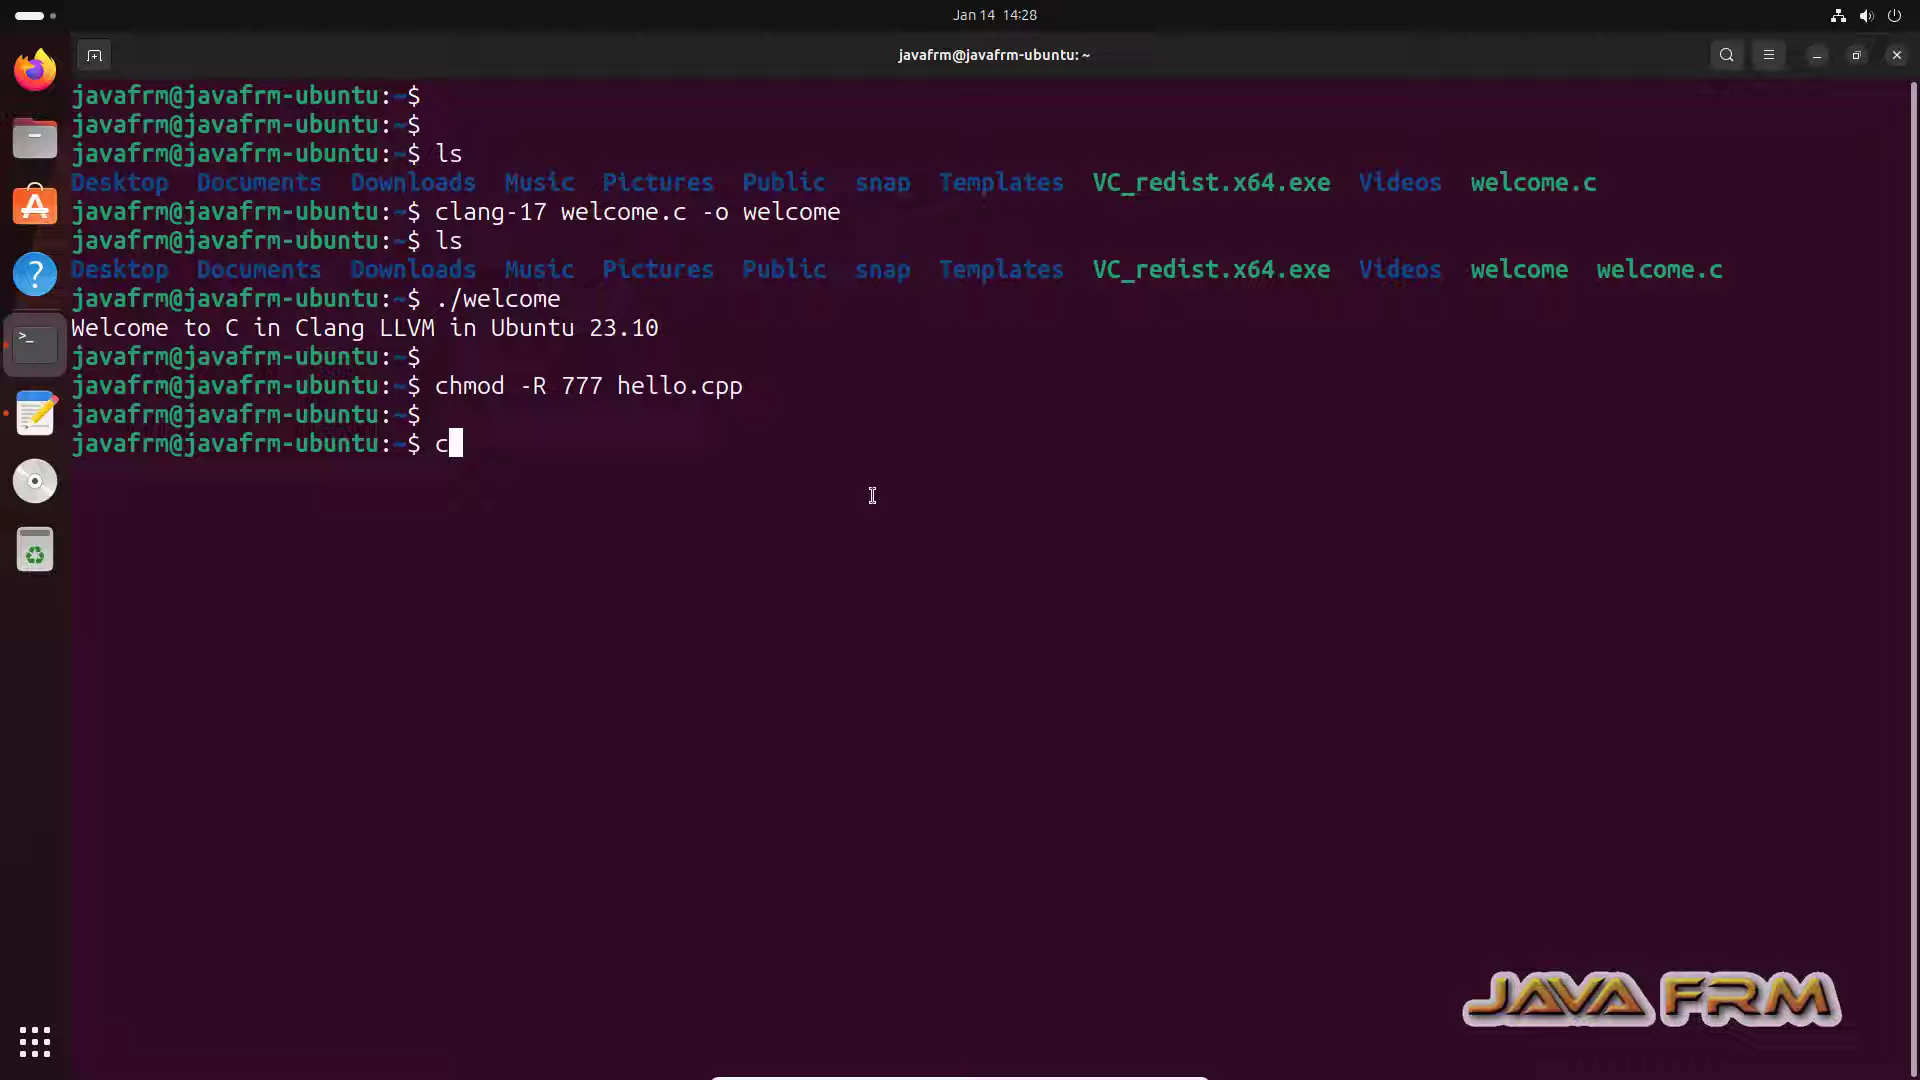 Jan 14 14:28
javafrm@javafrm-ubuntu: ~
javafrm@javafrm-ubuntu:~$
javafrm@javafrm-ubuntu:~$
javafrm@javafrm-ubuntu:~$ ls
Desktop Documents Downloads Music Pictures Public snap Templates VC_redist.x64.exe Videos welcome.c
javafrm@javafrm-ubuntu:~$ clang-17 welcome.c -o welcome
javafrm@javafrm-ubuntu:~$ ls
Desktop Documents Downloads Music Pictures Public snap Templates VC_redist.x64.exe Videos welcome welcome.c
javafrm@javafrm-ubuntu:~$ ./welcome
Welcome to C in Clang LLVM in Ubuntu 23.10
javafrm@javafrm-ubuntu:~$
javafrm@javafrm-ubuntu:~$ chmod -R 777 hello.cpp
javafrm@javafrm-ubuntu:~$
javafrm@javafrm-ubuntu:~$ c
JAVA FRM